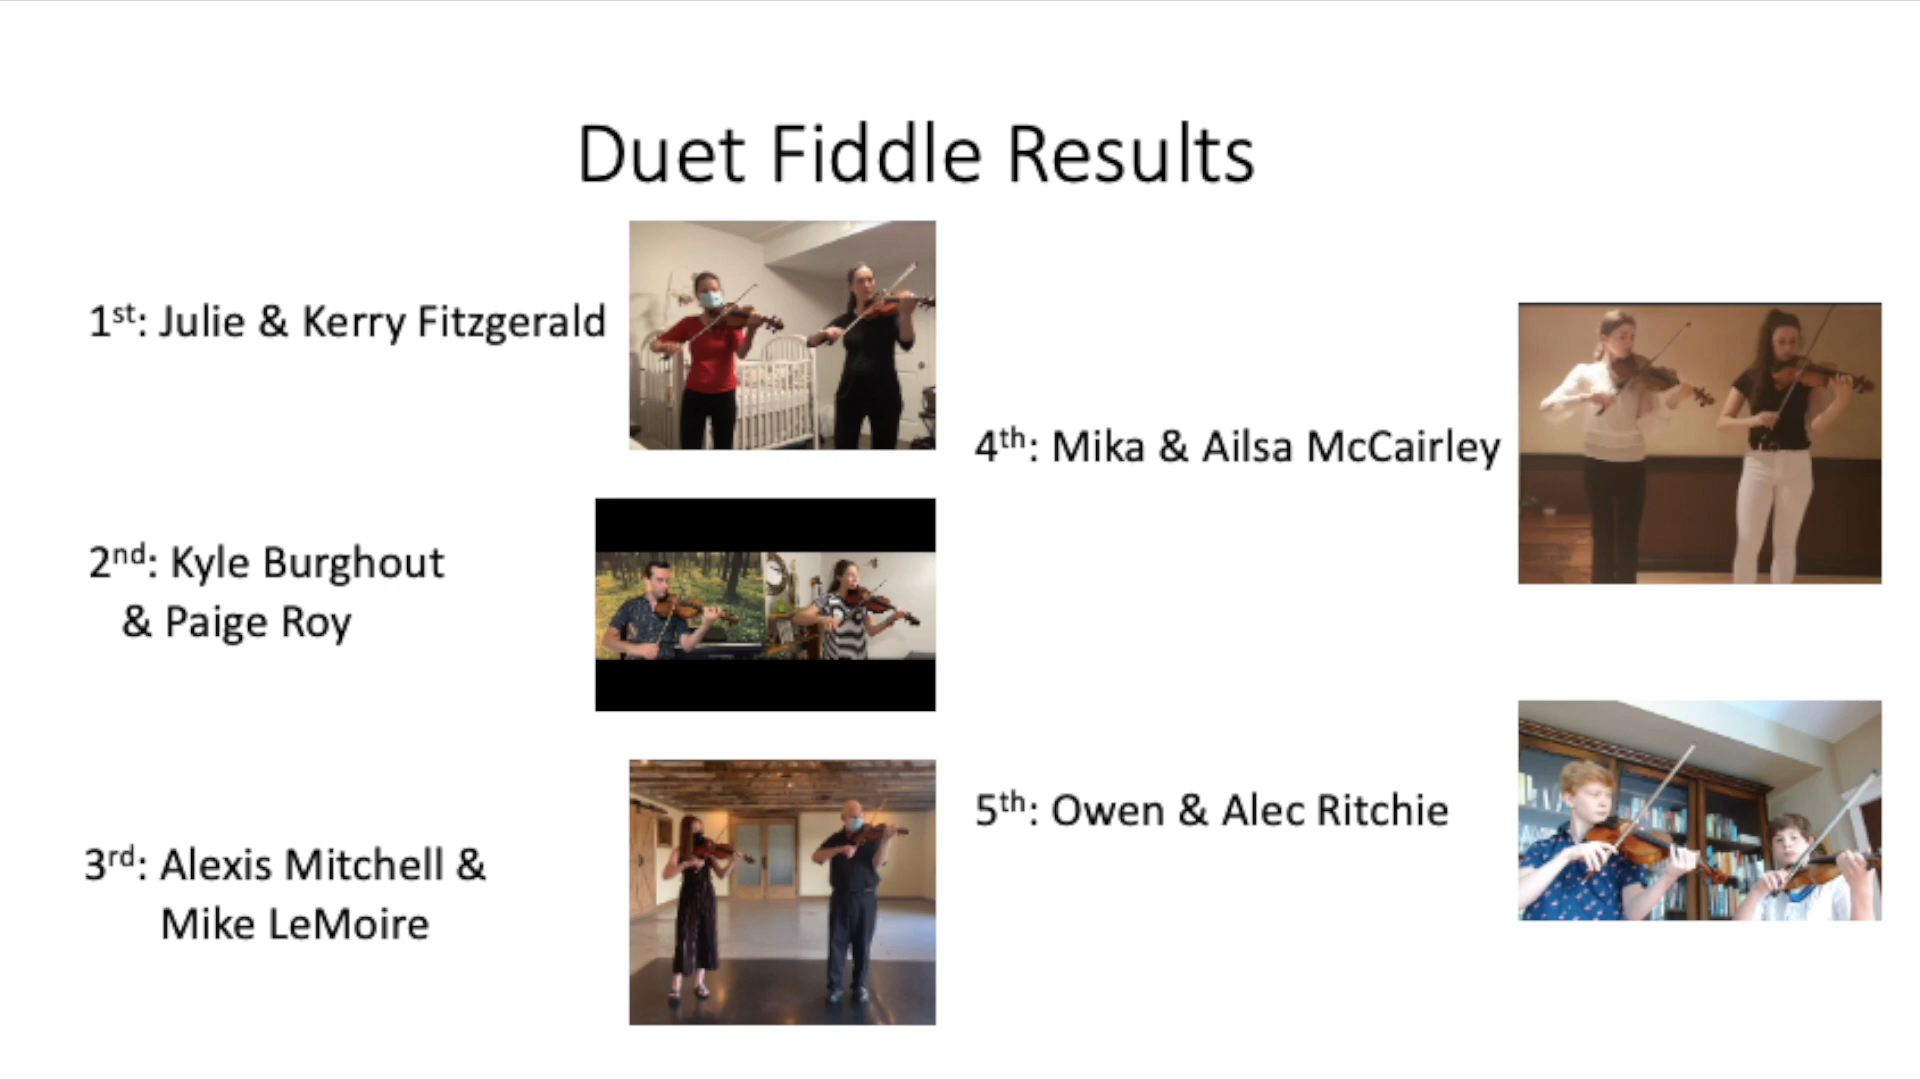 Duet Fiddle Results
1st: Julie & Kerry Fitzgerald
2nd: Kyle Burghout
& Paige Roy
3rd: Alexis Mitchell &
Mike LeMoire
4th: Mika & Ailsa McCairley
5th: Owen & Alec Ritchie